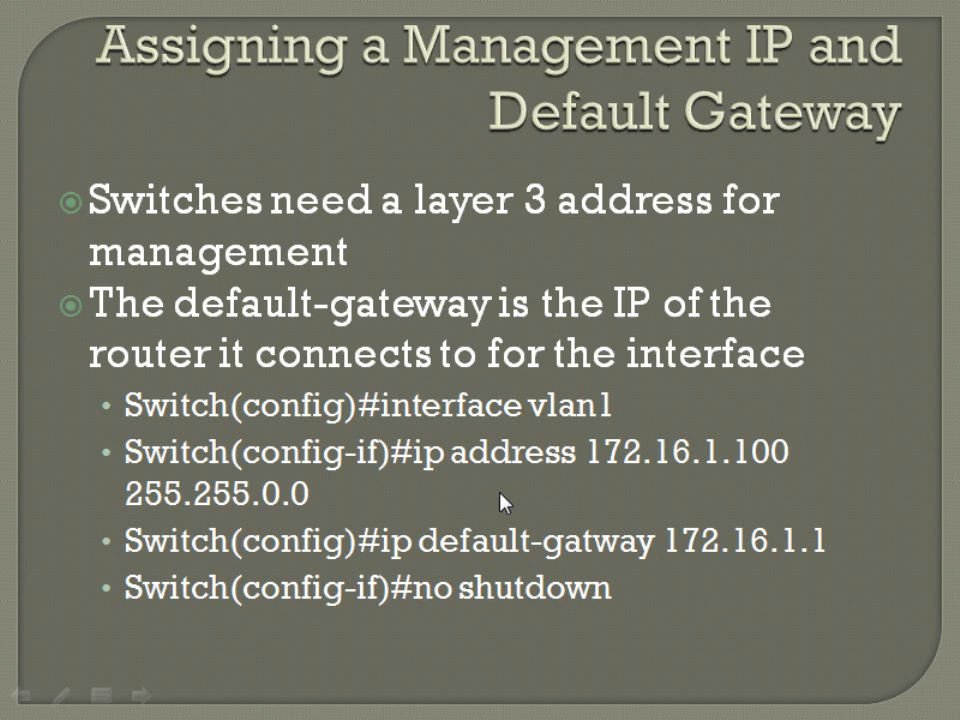 Assigning a Management IP and
Default Gateway
Switches need a layer 3 address for
management
The default-gateway is the IP of the
router it connects to for the interface
Switch(config)#interface vlan1
Switch(config-if)#ip address 172.16.1.100
255.255.0.0
Switch(config)#ip default-gatway 172.16.1.1
Switch(config-if)#no shutdown